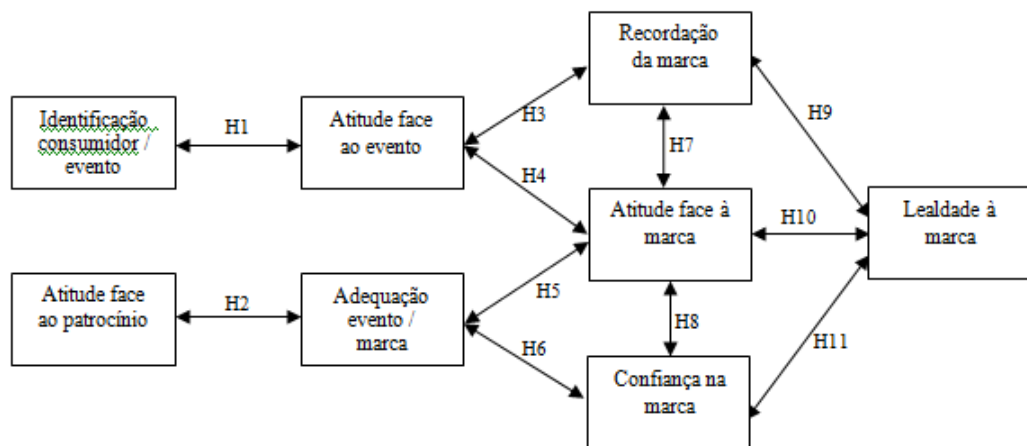 Recordação
da marca
Identificação
consumidor /
evento
H1
Atitude face
ao evento
H3
H9
H7
H4
Atitude face à
marca
H10
Lealdade à
marca
Atitude face
ao patrocínio
H2
Adequação
evento /
marca
H5
H8
H6
H11
Confiança na
marca